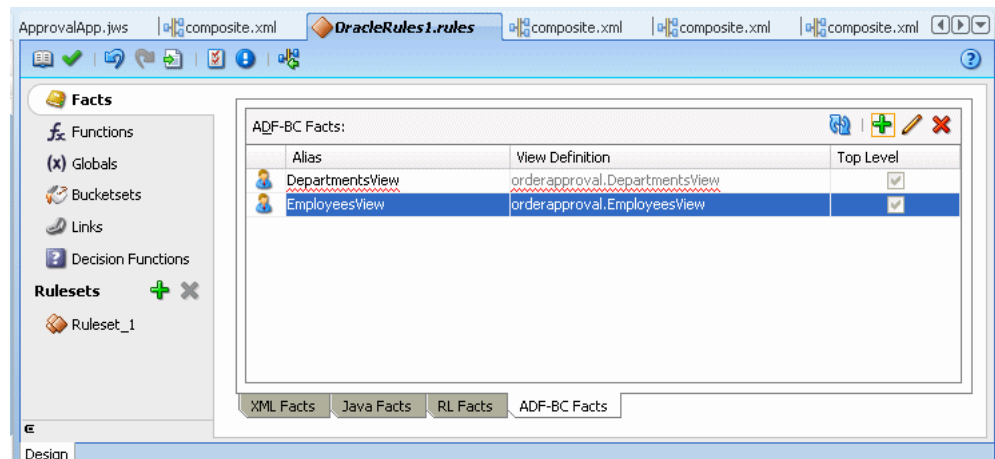 ApprovalApp.jws composite.xml OracleRules1.rules composite.xml composite.xml composite.xml
Facts
Functions
Globals
Bucketsets
Links
Decision Functions
Rulesets
Ruleset_1
ADF-BC Facts:
Alias View Definition Top Level
DepartmentsView orderapproval.DepartmentsView
EmployeesView orderapproval.EmployeesView
XML Facts Java Facts RL Facts ADF-BC Facts
Design